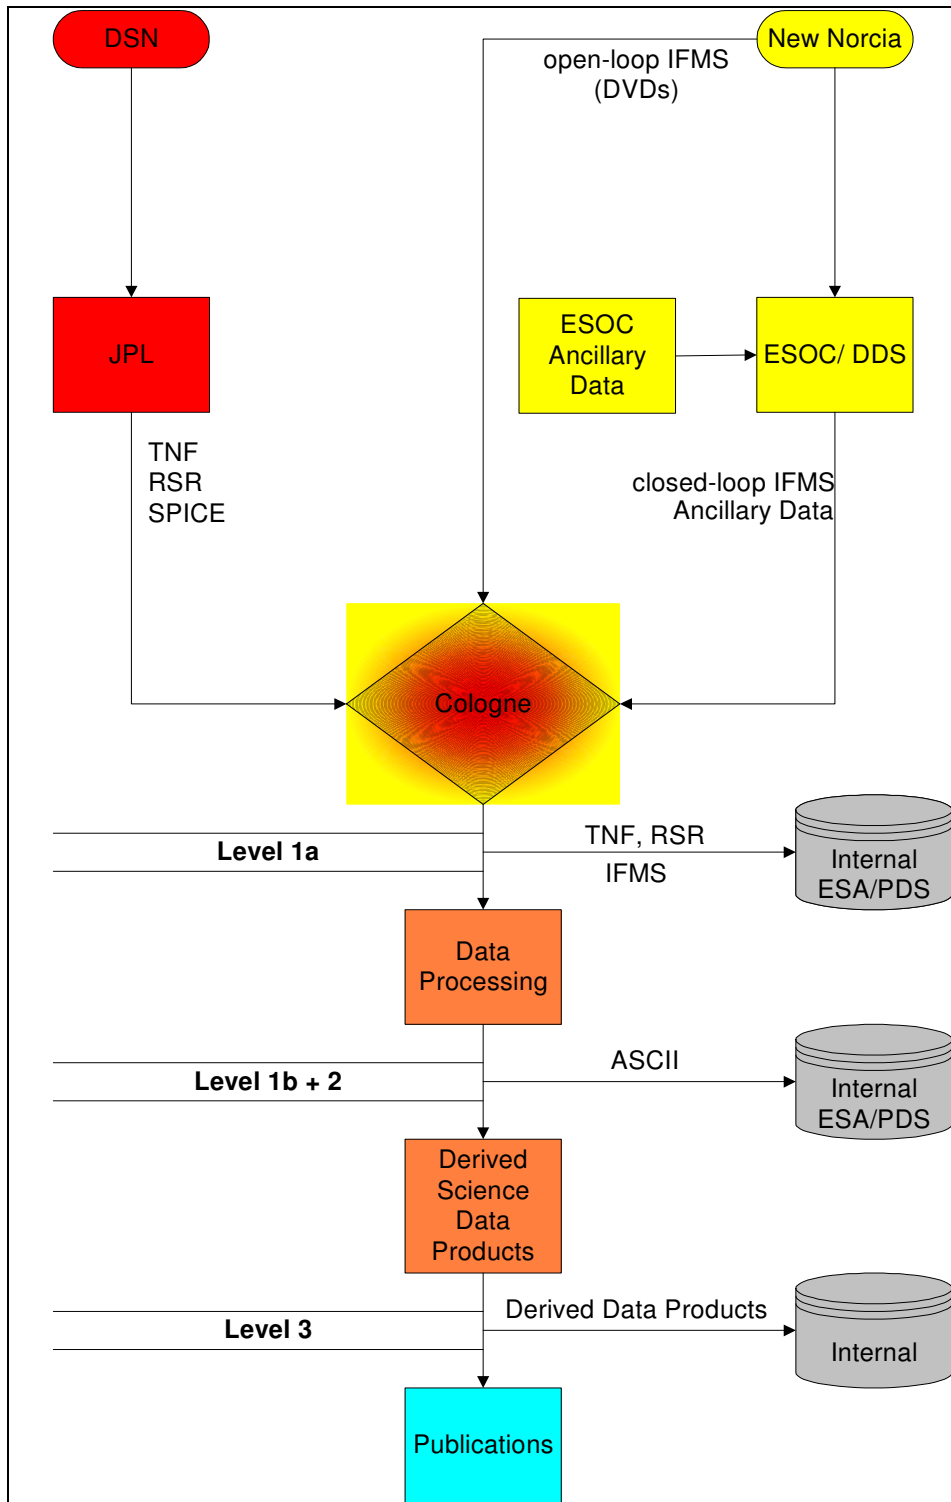 DSN
open-loop IFMS
(DVDs)
New Norcia
JPL
ESOC
Ancillary
Data
ESOC/ DDS
TNF
RSR
SPICE
closed-loop IFMS
Ancillary Data
Cologne
Level 1a
TNF, RSR
IFMS
Internal
ESA/PDS
Data
Processing
Level 1b + 2
ASCII
Internal
ESA/PDS
Derived
Science
Data
Products
Level 3
Derived Data Products
Internal
Publications